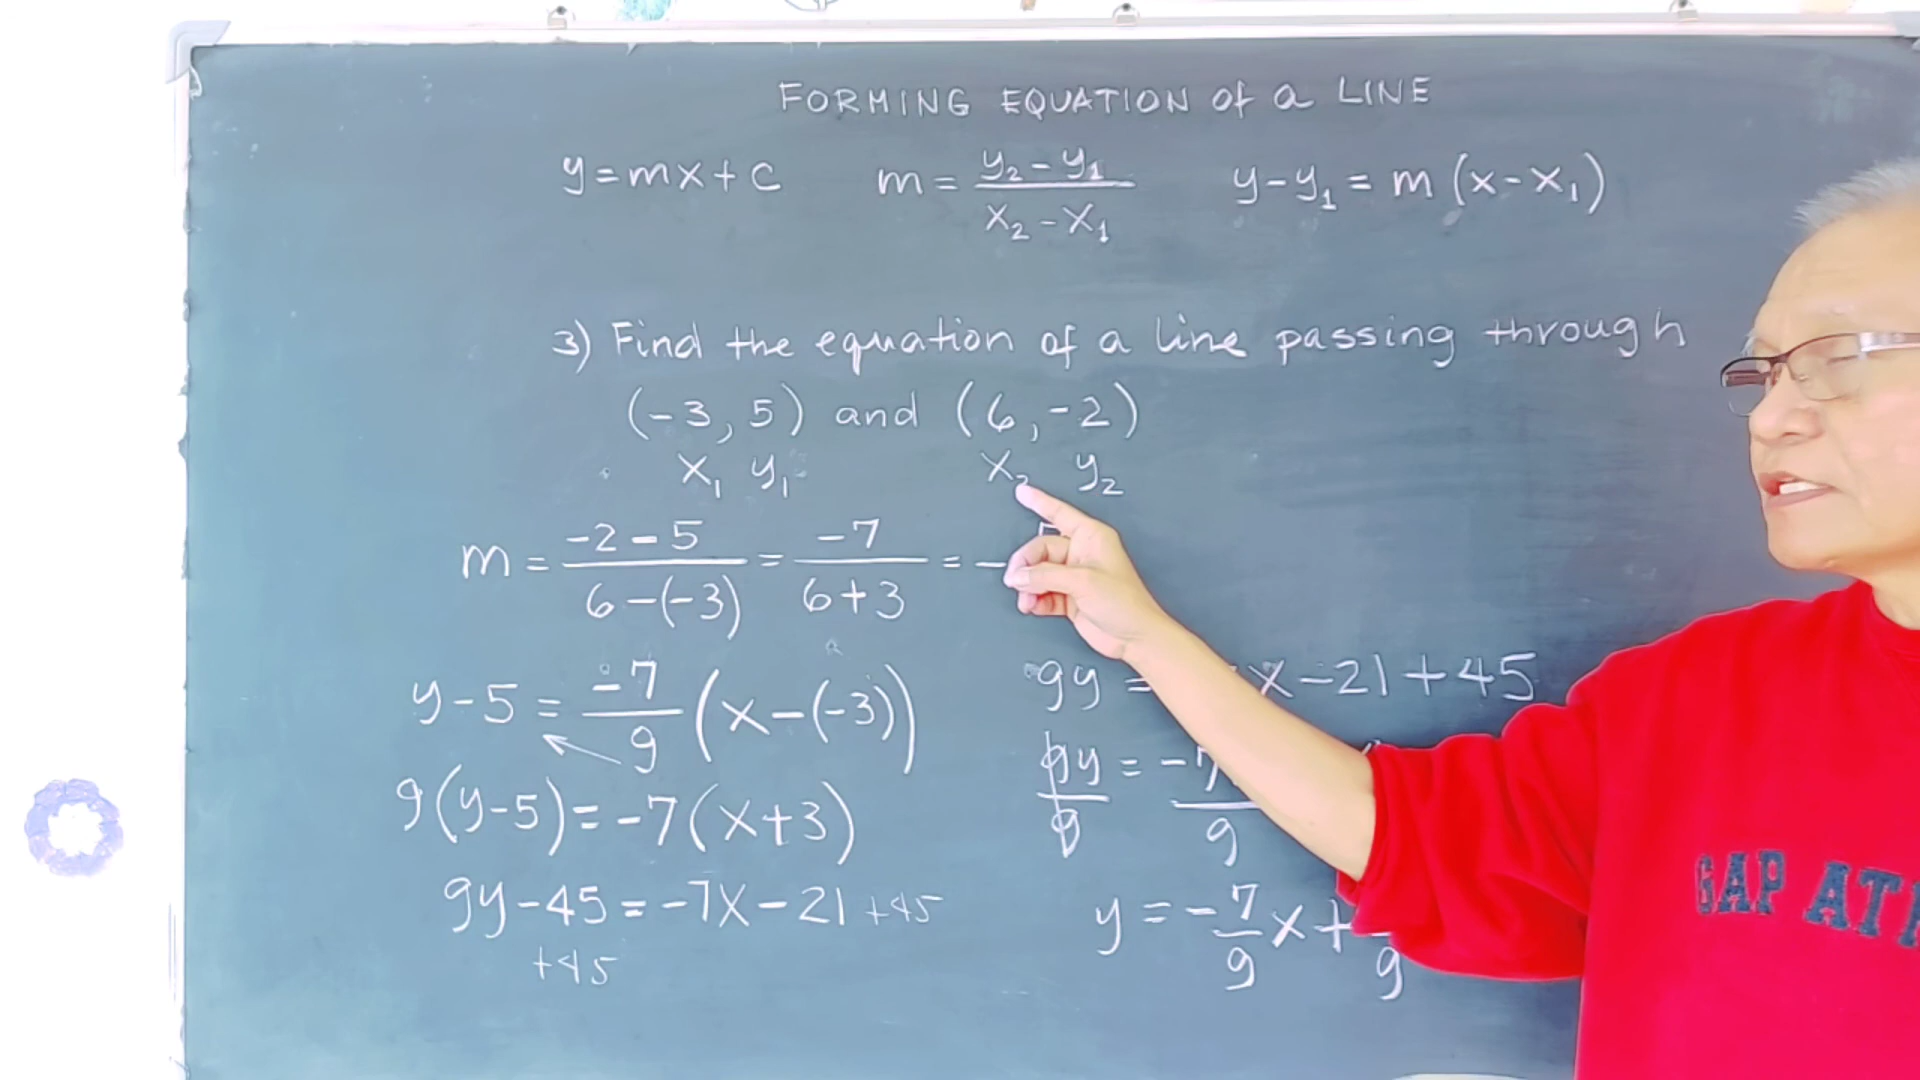 FORMING EQUATION of a LINE
y = mx + c   m = (y₂ - y₁)/(x₂ - x₁)   y - y₁ = m (x - x₁)
3) Find the equation of a line passing through
(-3, 5) and (6, -2)
x₁ y₁   x₂ y₂
m = (-2 - 5)/(6 - (-3)) = -7/(6 + 3) = -
y - 5 = -7/9 (x - (-3))
9(y - 5) = -7(x + 3)
9y - 45 = -7x - 21 + 45
+45
9y = x - 21 + 45
9y/9 = -7 /9
y = -7/9 x + /9
GAP AT